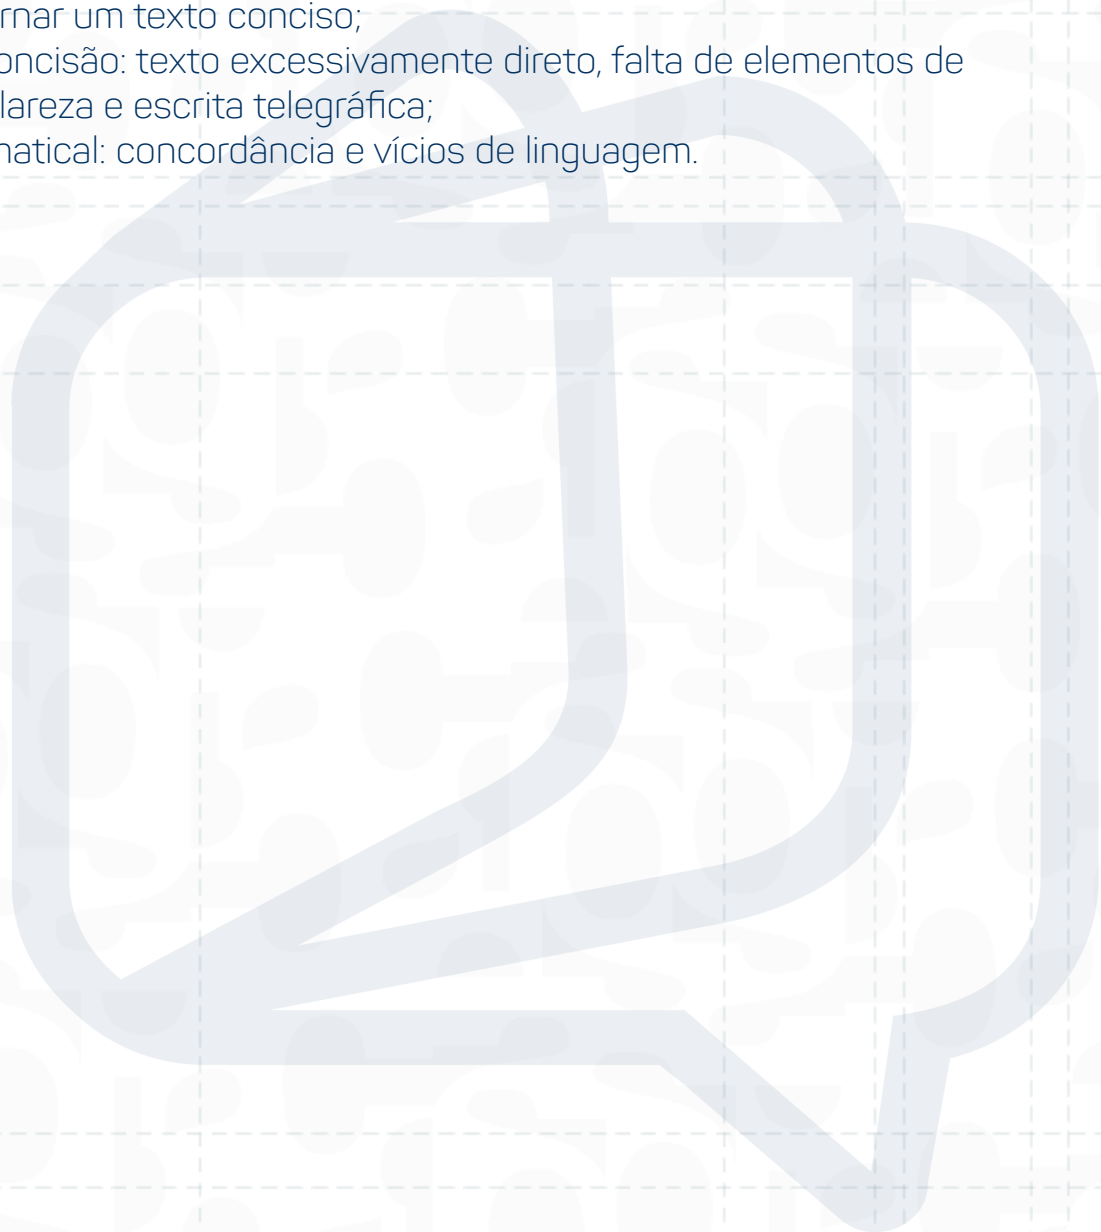 rnar um texto conciso;
oncisão: texto excessivamente direto, falta de elementos de
lareza e escrita telegráfica;
natical: concordância e vícios de linguagem.